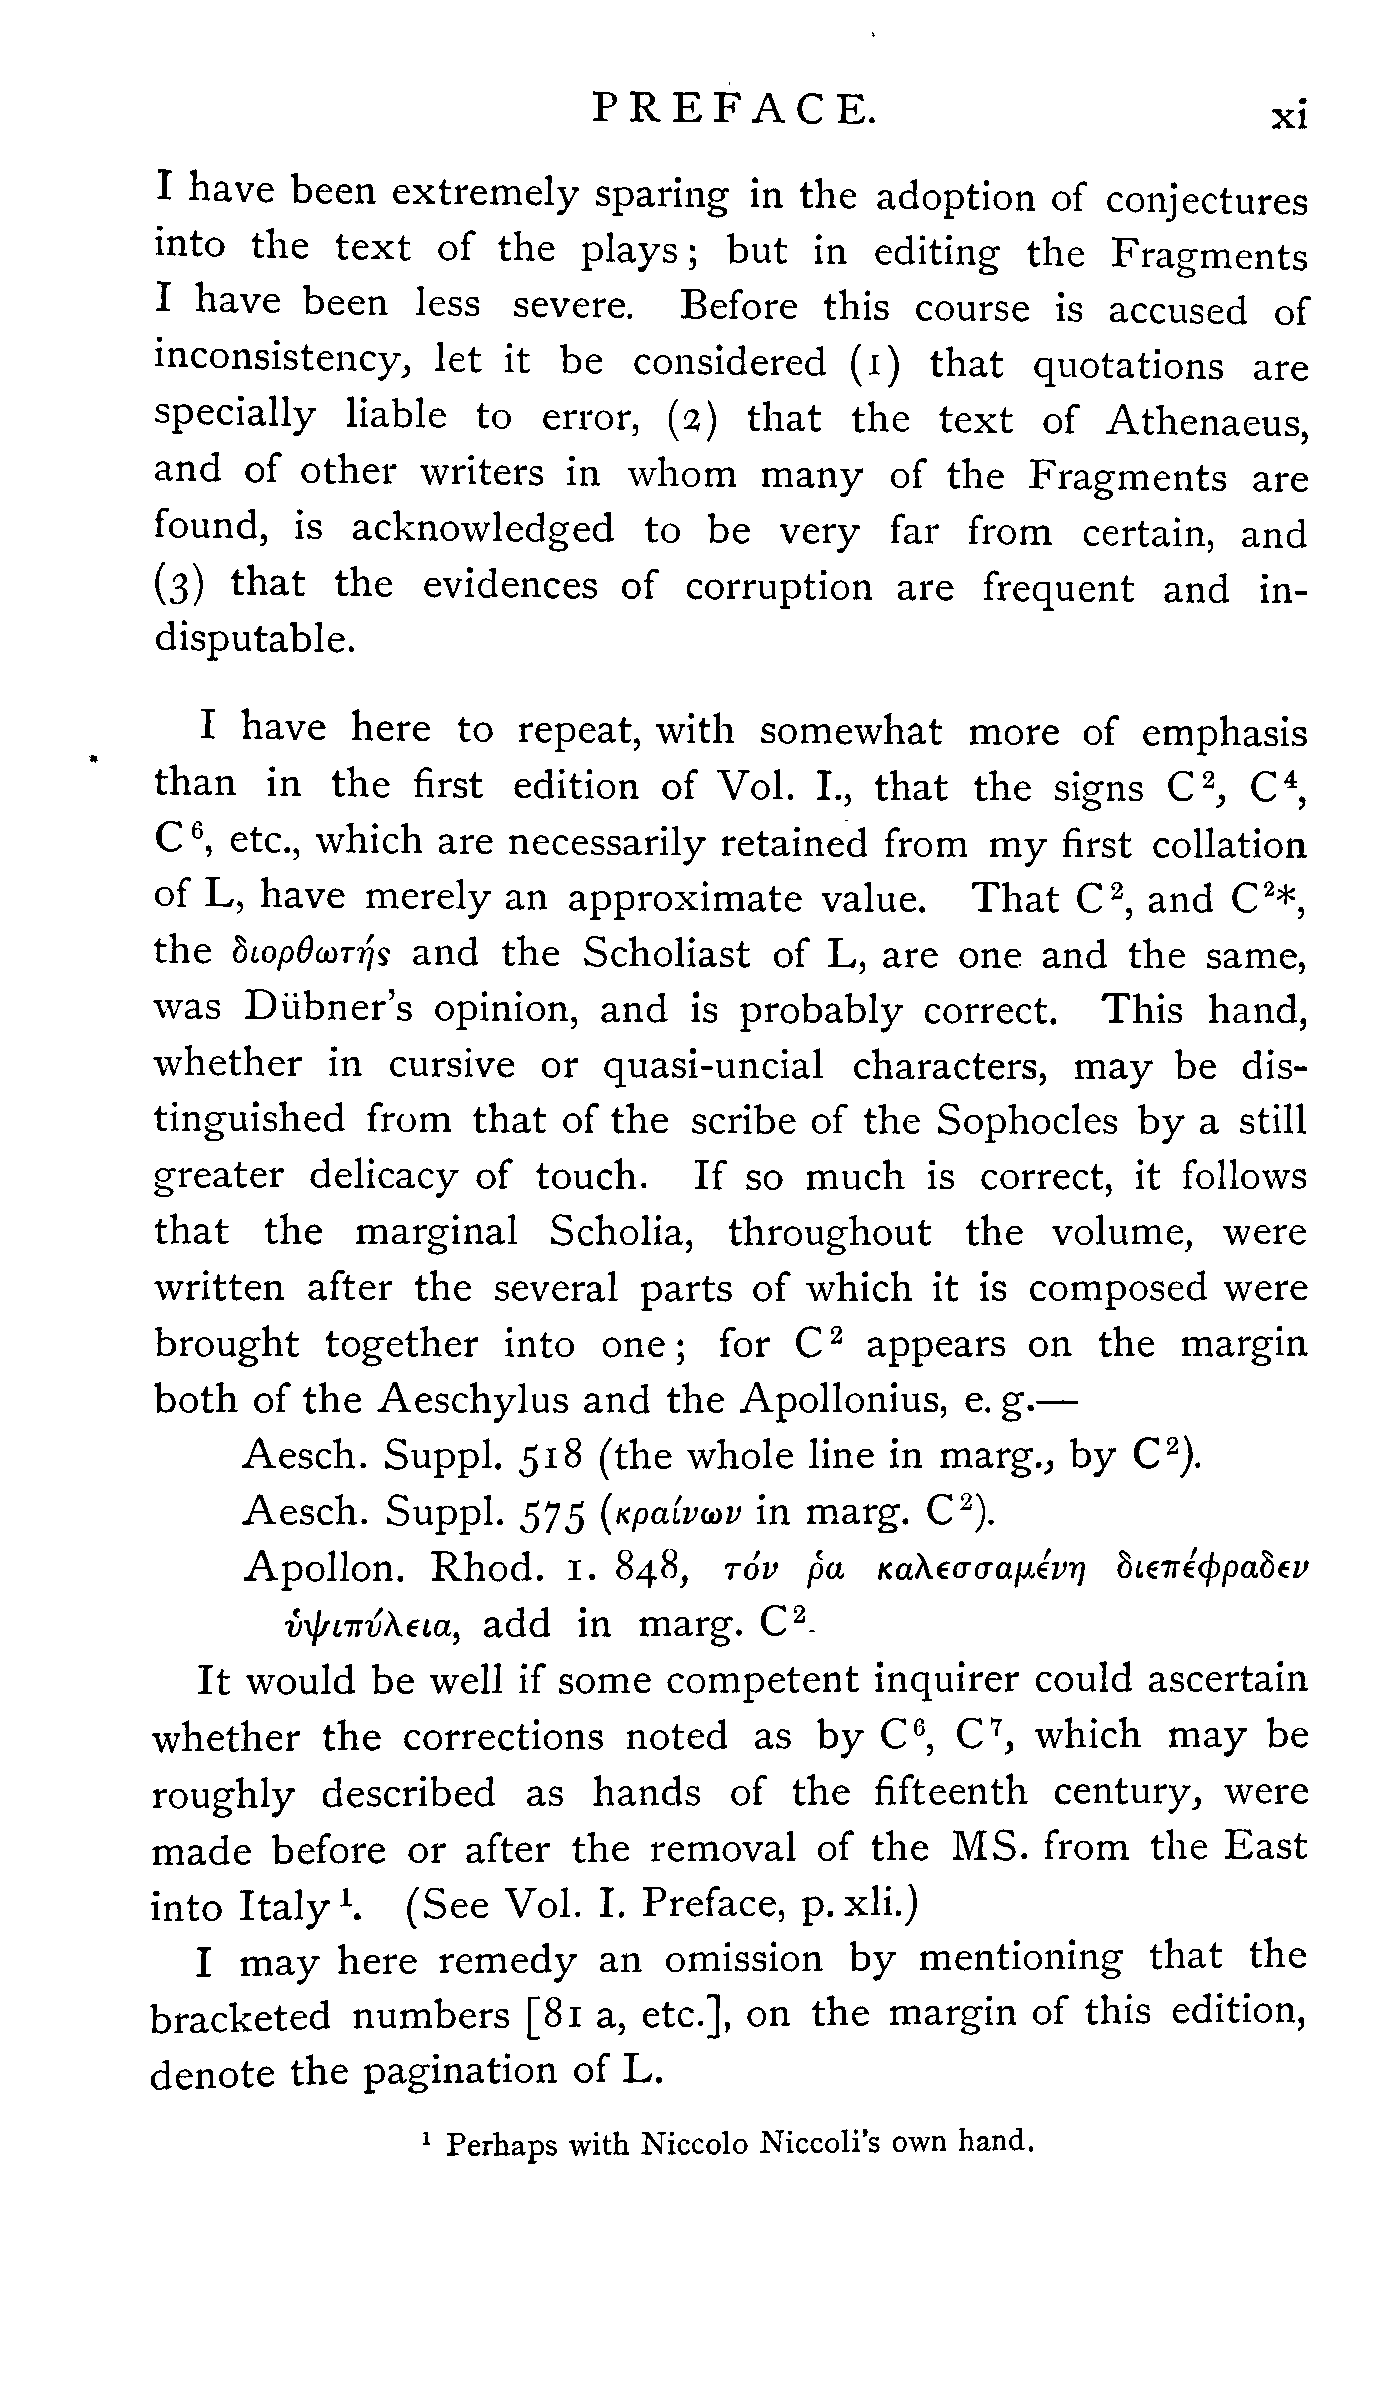 PREFACE. xi
I have been extremely sparing in the adoption of conjectures
into the text of the plays; but in editing the Fragments
I have been less severe. Before this course is accused of
inconsistency, let it be considered (1) that quotations are
specially liable to error, (2) that the text of Athenaeus,
and of other writers in whom many of the Fragments are
found, is acknowledged to be very far from certain, and
(3) that the evidences of corruption are frequent and in-
disputable.
I have here to repeat, with somewhat more of emphasis
than in the first edition of Vol. I., that the signs C², C⁴,
C⁶, etc., which are necessarily retained from my first collation
of L, have merely an approximate value. That C², and C²*,
the διορθωτής and the Scholiast of L, are one and the same,
was Dübner's opinion, and is probably correct. This hand,
whether in cursive or quasi-uncial characters, may be dis-
tinguished from that of the scribe of the Sophocles by a still
greater delicacy of touch. If so much is correct, it follows
that the marginal Scholia, throughout the volume, were
written after the several parts of which it is composed were
brought together into one; for C² appears on the margin
both of the Aeschylus and the Apollonius, e. g.—
Aesch. Suppl. 518 (the whole line in marg., by C²).
Aesch. Suppl. 575 (κραίνων in marg. C²).
Apollon. Rhod. 1. 848, τόν ῥα καλεσσαμένη διεπέφραδεν
ὑψιπύλεια, add in marg. C².
It would be well if some competent inquirer could ascertain
whether the corrections noted as by C⁶, C⁷, which may be
roughly described as hands of the fifteenth century, were
made before or after the removal of the MS. from the East
into Italy¹. (See Vol. I. Preface, p. xli.)
I may here remedy an omission by mentioning that the
bracketed numbers [81 a, etc.], on the margin of this edition,
denote the pagination of L.
¹ Perhaps with Niccolo Niccoli's own hand.